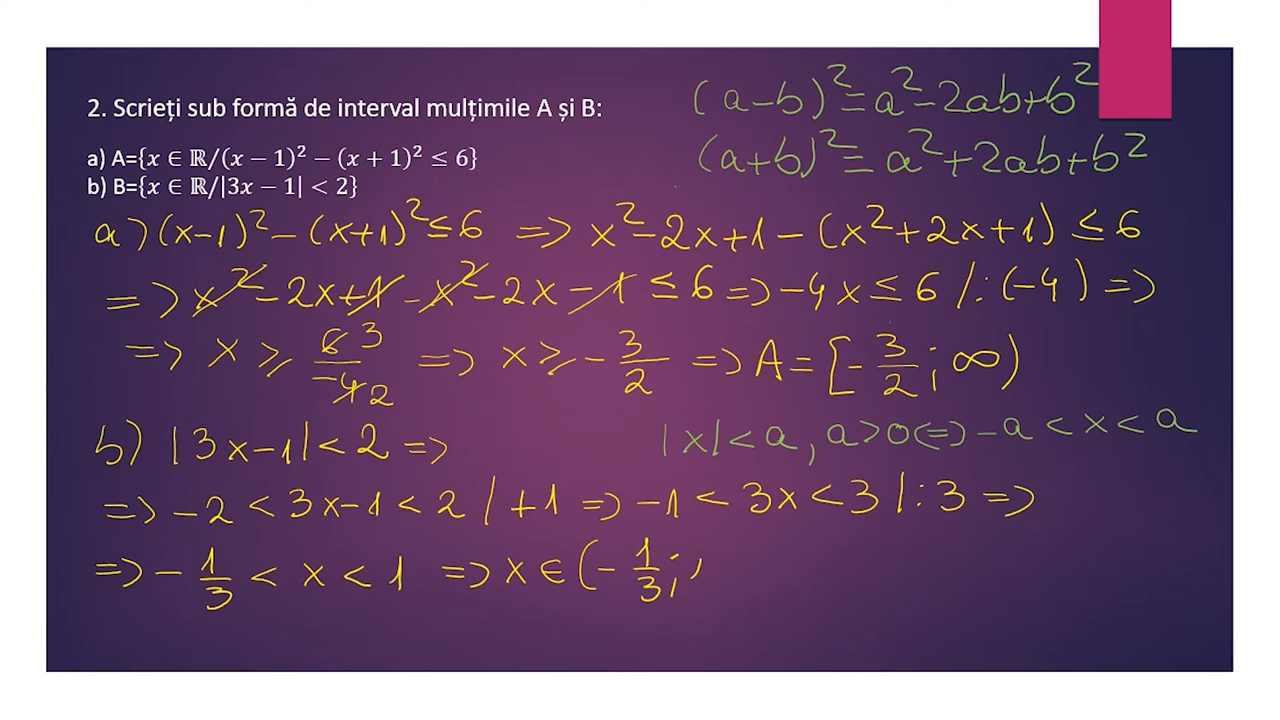 2. Scrieți sub formă de interval mulțimile A și B:
(a-b)²=a²-2ab+b²
(a+b)²=a²+2ab+b²
a) A={x ∈ ℝ/(x − 1)² − (x + 1)² ≤ 6}
b) B={x ∈ ℝ/|3x − 1| < 2}
a) (x-1)² - (x+1)² ≤ 6 => x²-2x+1-(x²+2x+1) ≤ 6
=> x²-2x+1-x²-2x-1 ≤ 6 => -4x ≤ 6 /:(-4) =>
=> x ≥ 6 3/-4 2 => x ≥ -3/2 => A=[-3/2; ∞)
b) |3x-1| < 2 =>
|x|<a, a>0 <=> -a < x < a
=> -2 < 3x-1 < 2 /+1 => -1 < 3x < 3 /:3 =>
=> -1/3 < x < 1 => x ∈ (-1/3;